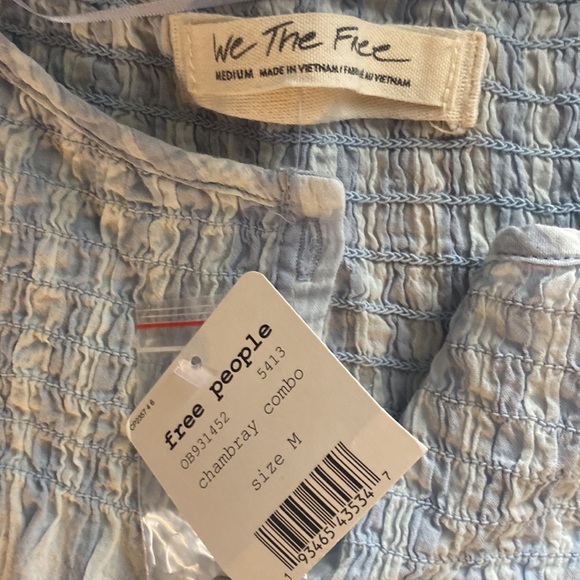 We The Free
MEDIUM MADE IN VIETNAM / FABRIQUÉ AU VIETNAM
free people
OB931452 5413
chambray combo
size M
1 93465 43534 7